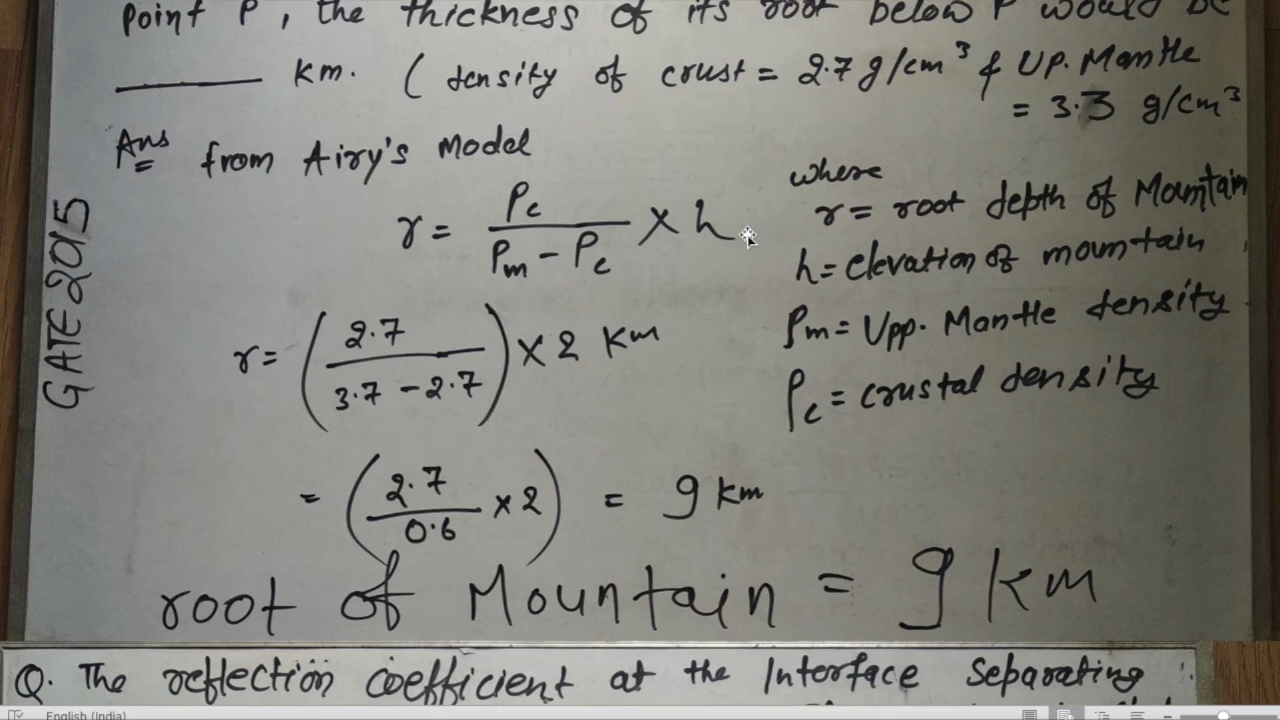 point P, the thickness of its root below P would be
______ km. (density of crust = 2.7 g/cm³ & Up. Mantle
= 3.3 g/cm³
Ans from Airy's Model
r = ρc / (ρm - ρc) × h
where
r = root depth of Mountain
h = elevation of mountain
ρm = Upp. Mantle density
ρc = crustal density
GATE 2015
r = (2.7 / (3.7 - 2.7)) × 2 km
= (2.7 / 0.6 × 2) = 9 km
root of Mountain = 9 km
Q. The reflection coefficient at the Interface Separating
English (India)